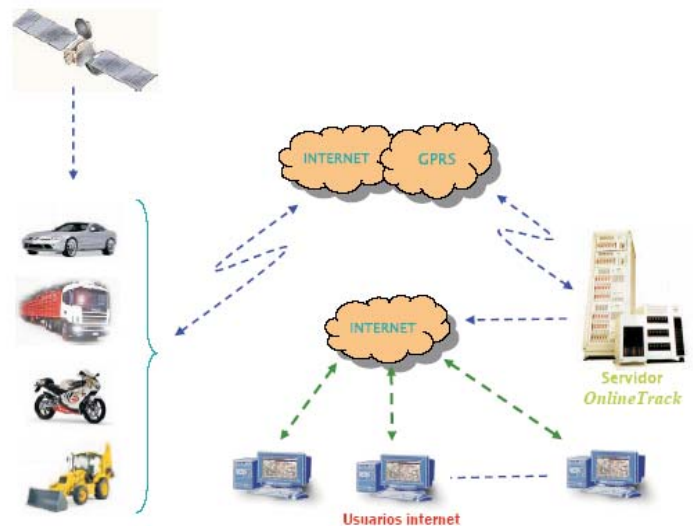 INTERNET
GPRS
INTERNET
Servidor
OnlineTrack
Usuarios internet